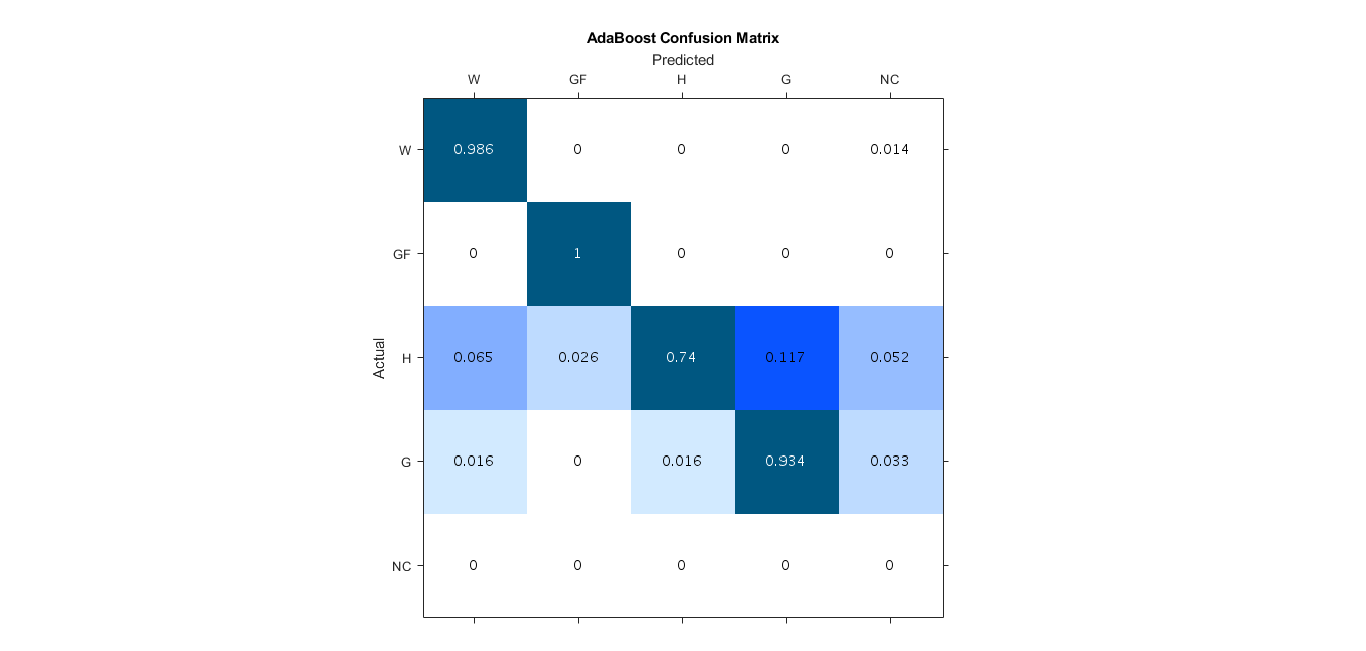 AdaBoost Confusion Matrix
Predicted
W GF H G NC
W 0.986 0 0 0 0.014
GF 0 1 0 0 0
Actual
H 0.065 0.026 0.74 0.117 0.052
G 0.016 0 0.016 0.934 0.033
NC 0 0 0 0 0